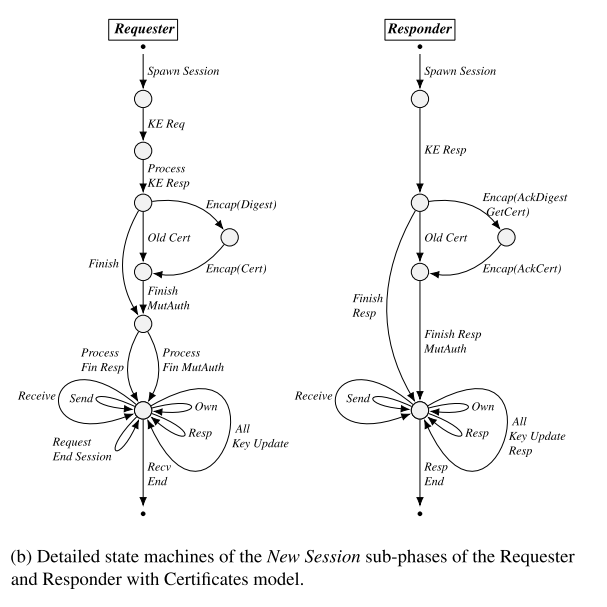 Requester
Spawn Session
KE Req
Process
KE Resp
Encap(Digest)
Old Cert
Encap(Cert)
Finish
Finish
MutAuth
Process
Fin Resp
Process
Fin MutAuth
Receive
Send
Own
Resp
All
Key Update
Request
End Session
Recv
End
Responder
Spawn Session
KE Resp
Encap(AckDigest
GetCert)
Old Cert
Encap(AckCert)
Finish
Resp
Finish Resp
MutAuth
Receive
Send
Own
Resp
All
Key Update
Resp
Resp
End
(b) Detailed state machines of the New Session sub-phases of the Requester
and Responder with Certificates model.